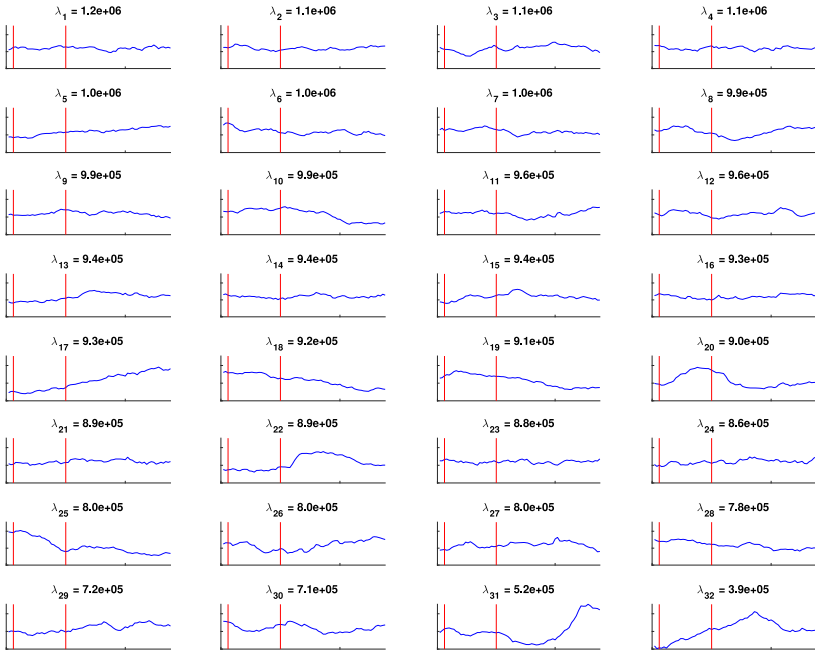 λ1 = 1.2e+06 λ2 = 1.1e+06 λ3 = 1.1e+06 λ4 = 1.1e+06
λ5 = 1.0e+06 λ6 = 1.0e+06 λ7 = 1.0e+06 λ8 = 9.9e+05
λ9 = 9.9e+05 λ10 = 9.9e+05 λ11 = 9.6e+05 λ12 = 9.6e+05
λ13 = 9.4e+05 λ14 = 9.4e+05 λ15 = 9.4e+05 λ16 = 9.3e+05
λ17 = 9.3e+05 λ18 = 9.2e+05 λ19 = 9.1e+05 λ20 = 9.0e+05
λ21 = 8.9e+05 λ22 = 8.9e+05 λ23 = 8.8e+05 λ24 = 8.6e+05
λ25 = 8.0e+05 λ26 = 8.0e+05 λ27 = 8.0e+05 λ28 = 7.8e+05
λ29 = 7.2e+05 λ30 = 7.1e+05 λ31 = 5.2e+05 λ32 = 3.9e+05